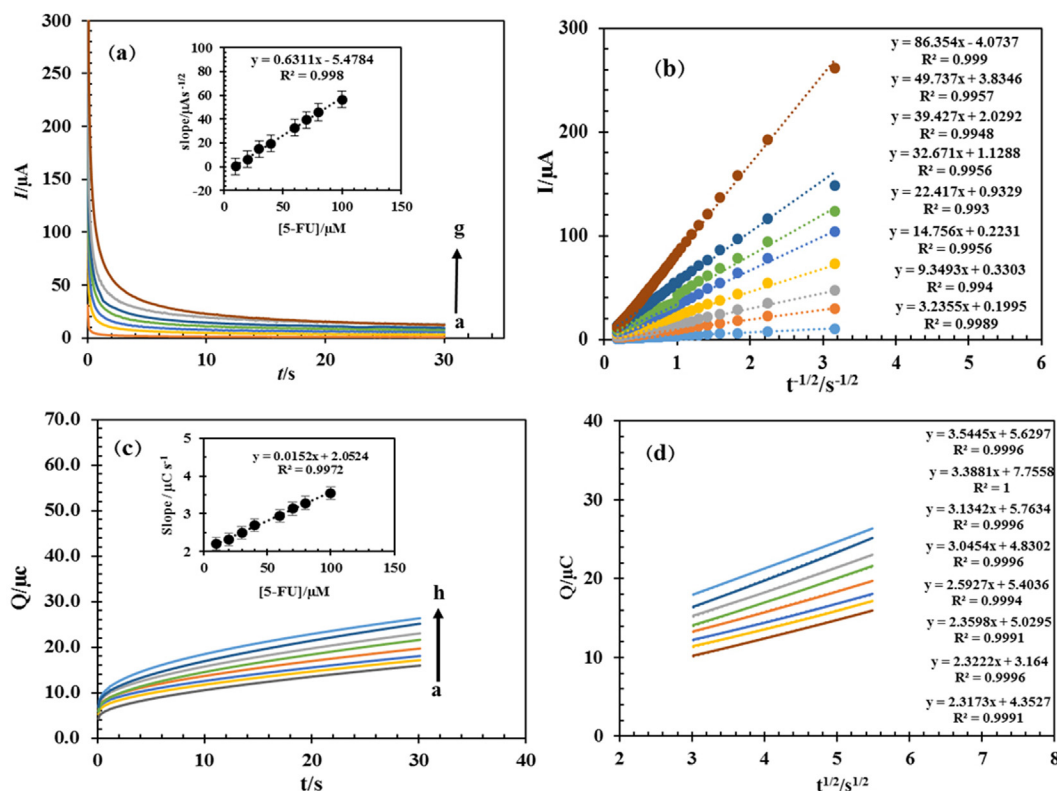 (a)
300
250
200
150
100
50
0
I/μA
0
10
20
30
40
t/s
g
a
100
80
60
40
20
0
-20
slope/μAs-1/2
y = 0.6311x - 5.4784
R² = 0.998
0
50
100
150
[5-FU]/μM
(b)
300
200
100
0
I/μA
0
1
2
3
4
5
6
t-1/2/s-1/2
y = 86.354x - 4.0737
R² = 0.999
y = 49.737x + 3.8346
R² = 0.9957
y = 39.427x + 2.0292
R² = 0.9948
y = 32.671x + 1.1288
R² = 0.9956
y = 22.417x + 0.9329
R² = 0.993
y = 14.756x + 0.2231
R² = 0.9956
y = 9.3493x + 0.3303
R² = 0.994
y = 3.2355x + 0.1995
R² = 0.9989
(c)
70.0
60.0
50.0
40.0
30.0
20.0
10.0
0.0
Q/μc
0
10
20
30
40
t/s
h
a
5
4
3
2
Slope /μC s-1
y = 0.0152x + 2.0524
R² = 0.9972
0
50
100
150
[5-FU]/μM
(d)
40
30
20
10
0
Q/μC
2
3
4
5
6
7
8
t1/2/s1/2
y = 3.5445x + 5.6297
R² = 0.9996
y = 3.3881x + 7.7558
R² = 1
y = 3.1342x + 5.7634
R² = 0.9996
y = 3.0454x + 4.8302
R² = 0.9996
y = 2.5927x + 5.4036
R² = 0.9994
y = 2.3598x + 5.0295
R² = 0.9991
y = 2.3222x + 3.164
R² = 0.9996
y = 2.3173x + 4.3527
R² = 0.9991